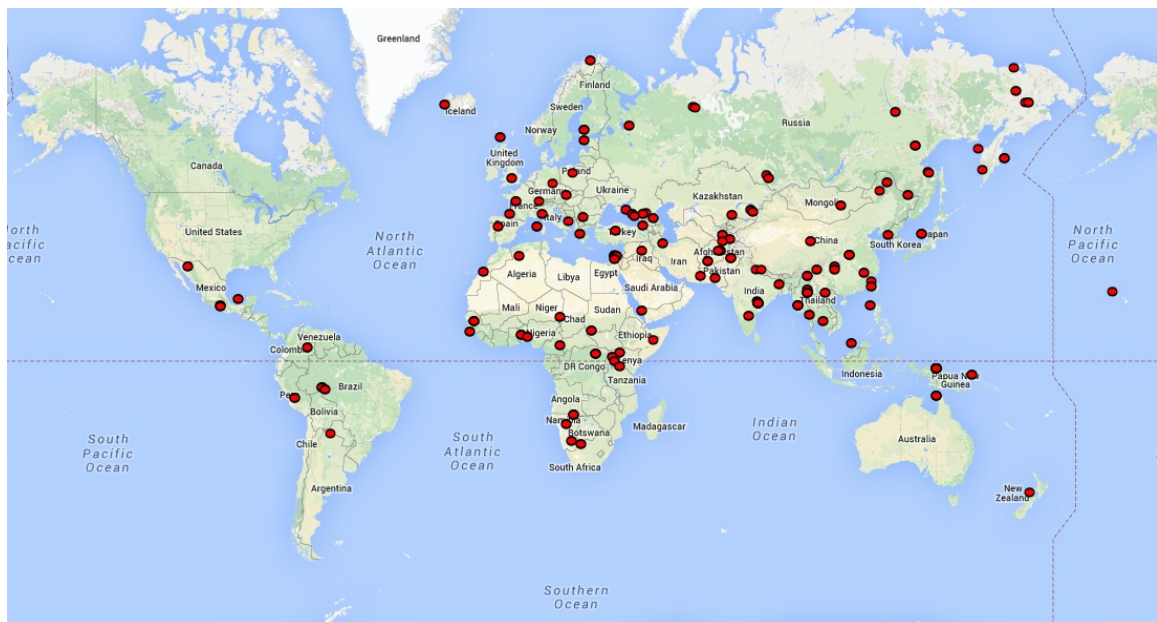 Greenland
Iceland
Finland
Sweden
Norway
Russia
Canada
United
Kingdom
Poland
Germany
Ukraine
Kazakhstan
Mongolia
France
Italy
Spain
Turkey
United States
North
Atlantic
Ocean
North
Pacific
Ocean
China
South Korea
Japan
Afghanistan
Iraq
Iran
Pakistan
Algeria
Libya
Egypt
Saudi Arabia
India
Mexico
Mali
Niger
Chad
Sudan
Thailand
Nigeria
Ethiopia
Venezuela
Colombia
DR Congo
Kenya
Tanzania
Indonesia
Papua New
Guinea
Peru
Brazil
Bolivia
Angola
Namibia
Botswana
Madagascar
Indian
Ocean
Chile
South
Pacific
Ocean
South
Atlantic
Ocean
Australia
South Africa
Argentina
New
Zealand
Southern
Ocean